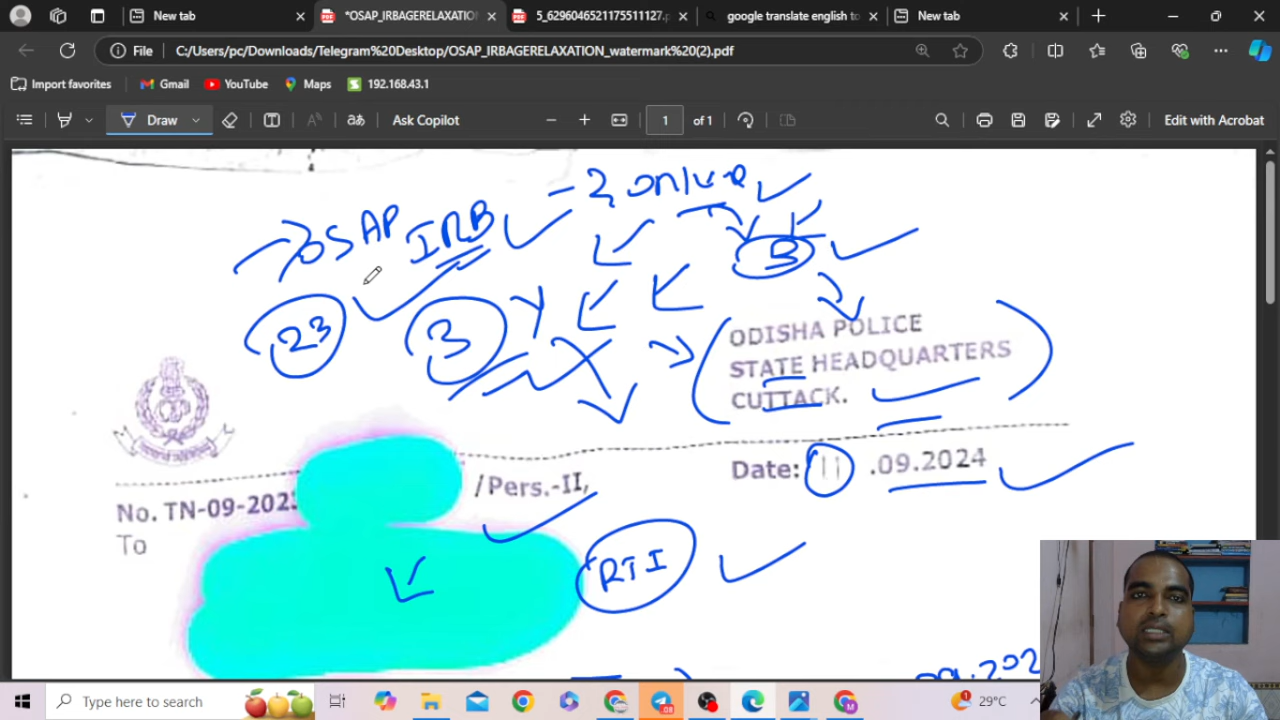 New tab
*OSAP_IRBAGERELAXATION
5_6296046521175511127.p
google translate english to
New tab
File
C:/Users/pc/Downloads/Telegram%20Desktop/OSAP_IRBAGERELAXATION_watermark%20(2).pdf
Import favorites
Gmail
YouTube
Maps
192.168.43.1
Draw
Ask Copilot
1 of 1
Edit with Acrobat
OSAP IRB
23
3 Y
3
ODISHA POLICE
STATE HEADQUARTERS
CUTTACK.
No. TN-09-202
/Pers.-II,
Date: 11 .09.2024
To
RTI
09.202
Type here to search
29°C